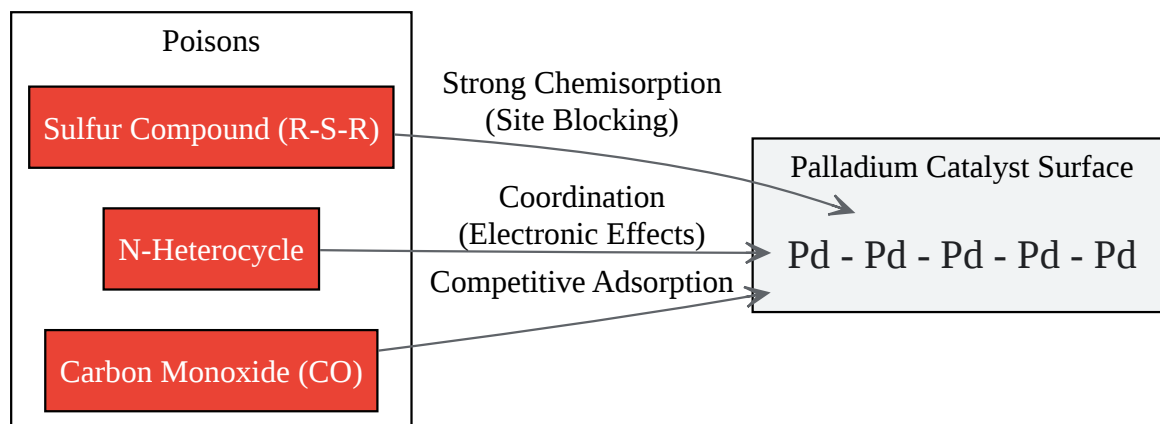 Poisons
Sulfur Compound (R-S-R)
N-Heterocycle
Carbon Monoxide (CO)
Strong Chemisorption
(Site Blocking)
Coordination
(Electronic Effects)
Competitive Adsorption
Palladium Catalyst Surface
Pd - Pd - Pd - Pd - Pd